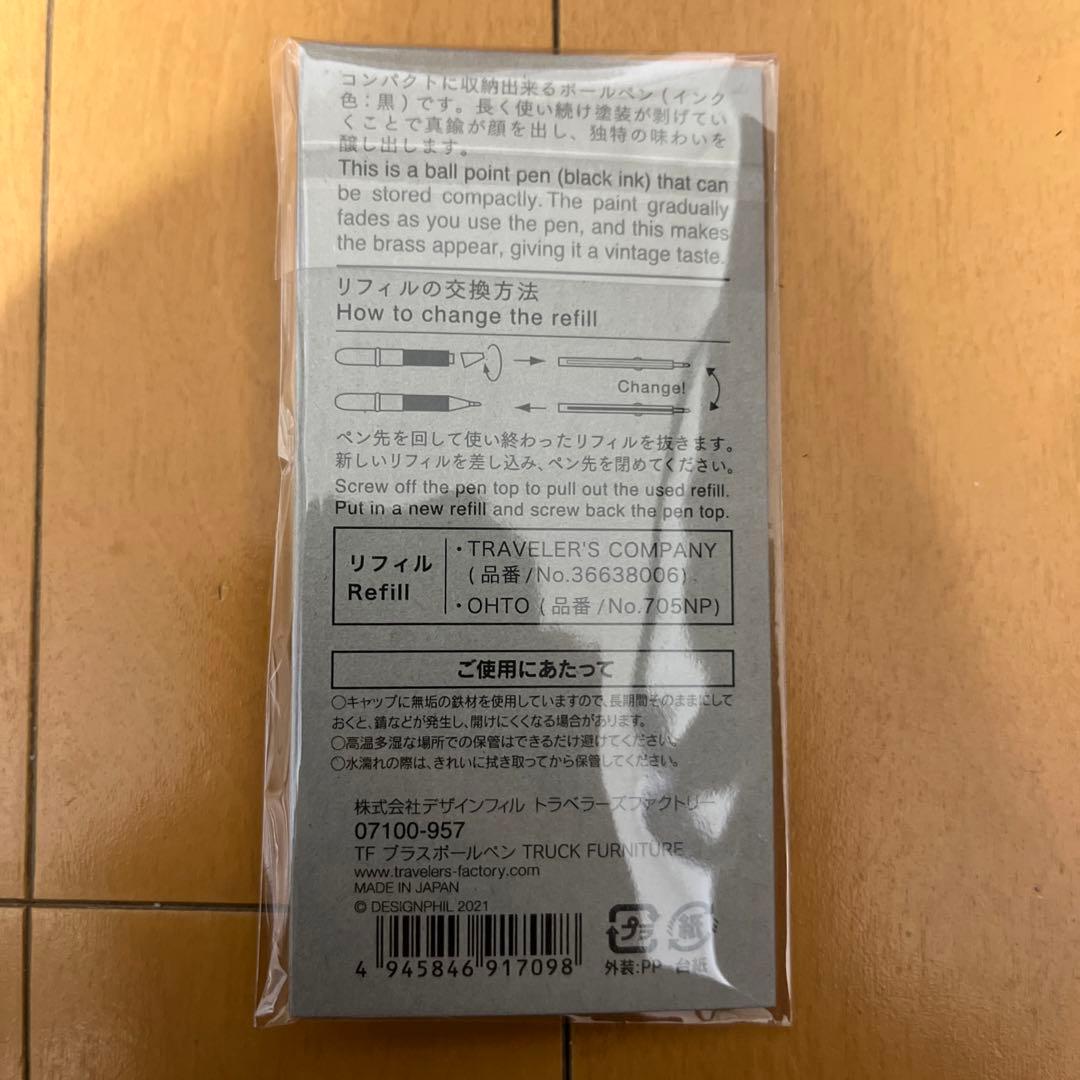 コンパクトに収納出来るボールペン(インク
色：黒)です。長く使い続け塗装が剥げてい
くことで真鍮が顔を出し、独特の味わいを
醸し出します。
This is a ball point pen (black ink) that can
be stored compactly. The paint gradually
fades as you use the pen, and this makes
the brass appear, giving it a vintage taste.
リフィルの交換方法
How to change the refill
Change!
ペン先を回して使い終わったリフィルを抜きます。
新しいリフィルを差し込み、ペン先を閉めてください。
Screw off the pen top to pull out the used refill.
Put in a new refill and screw back the pen top.
リフィル
Refill
・TRAVELER'S COMPANY
(品番/No.36638006)
・OHTO (品番/No.705NP)
ご使用にあたって
○キャップに無垢の鉄材を使用していますので、長期間そのままにして
おくと、錆などが発生し、開けにくくなる場合があります。
○高温多湿な場所での保管はできるだけ避けてください。
○水濡れの際は、きれいに拭き取ってから保管してください。
株式会社デザインフィル トラベラーズファクトリー
07100-957
TF ブラスボールペン TRUCK FURNITURE
www.travelers-factory.com
MADE IN JAPAN
© DESIGNPHIL 2021
4 945846 917098
プラ
紙
外装:PP 台紙